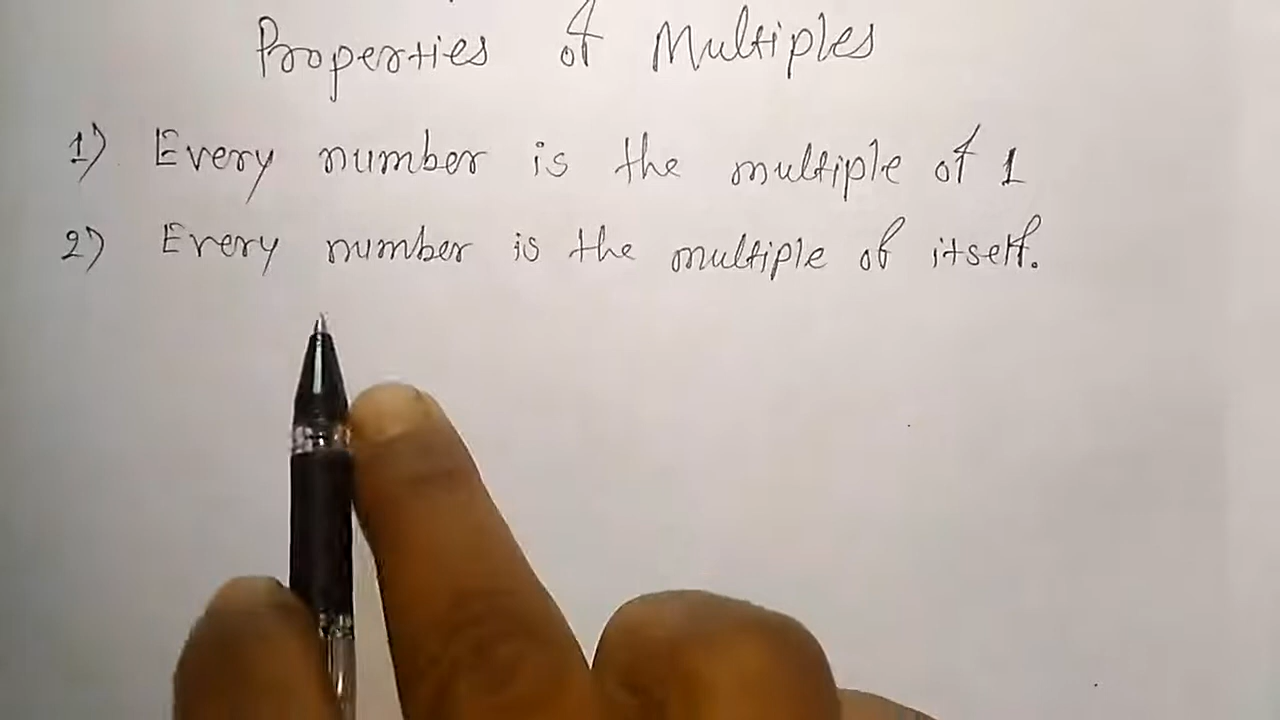 Properties of Multiples
1) Every number is the multiple of 1
2) Every number is the multiple of itself.